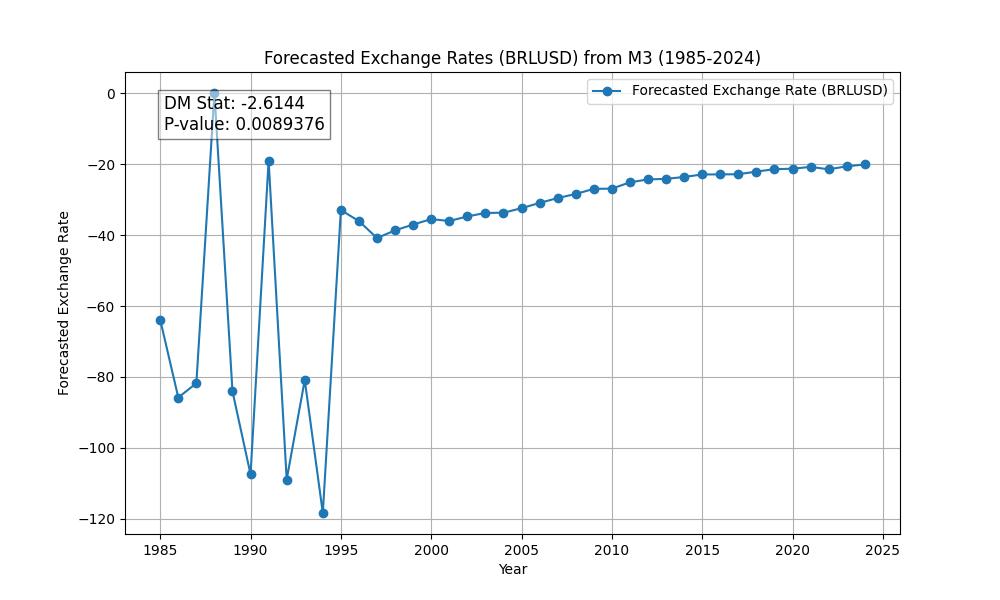 Forecasted Exchange Rates (BRLUSD) from M3 (1985-2024)
DM Stat: -2.6144
P-value: 0.0089376
Forecasted Exchange Rate (BRLUSD)
Forecasted Exchange Rate
0
−20
−40
−60
−80
−100
−120
1985 1990 1995 2000 2005 2010 2015 2020 2025
Year